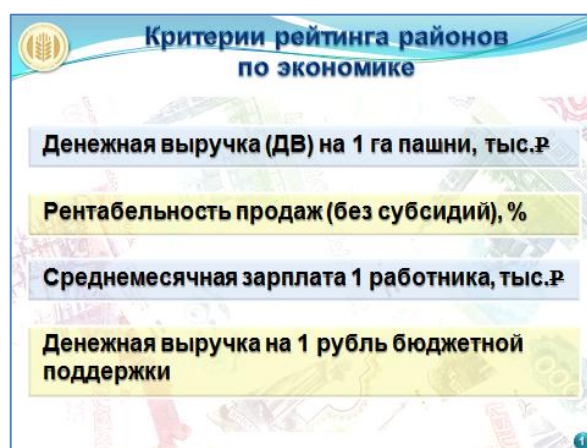 Критерии рейтинга районов
по экономике
Денежная выручка (ДВ) на 1 га пашни, тыс.₽
Рентабельность продаж (без субсидий), %
Среднемесячная зарплата 1 работника, тыс.₽
Денежная выручка на 1 рубль бюджетной
поддержки